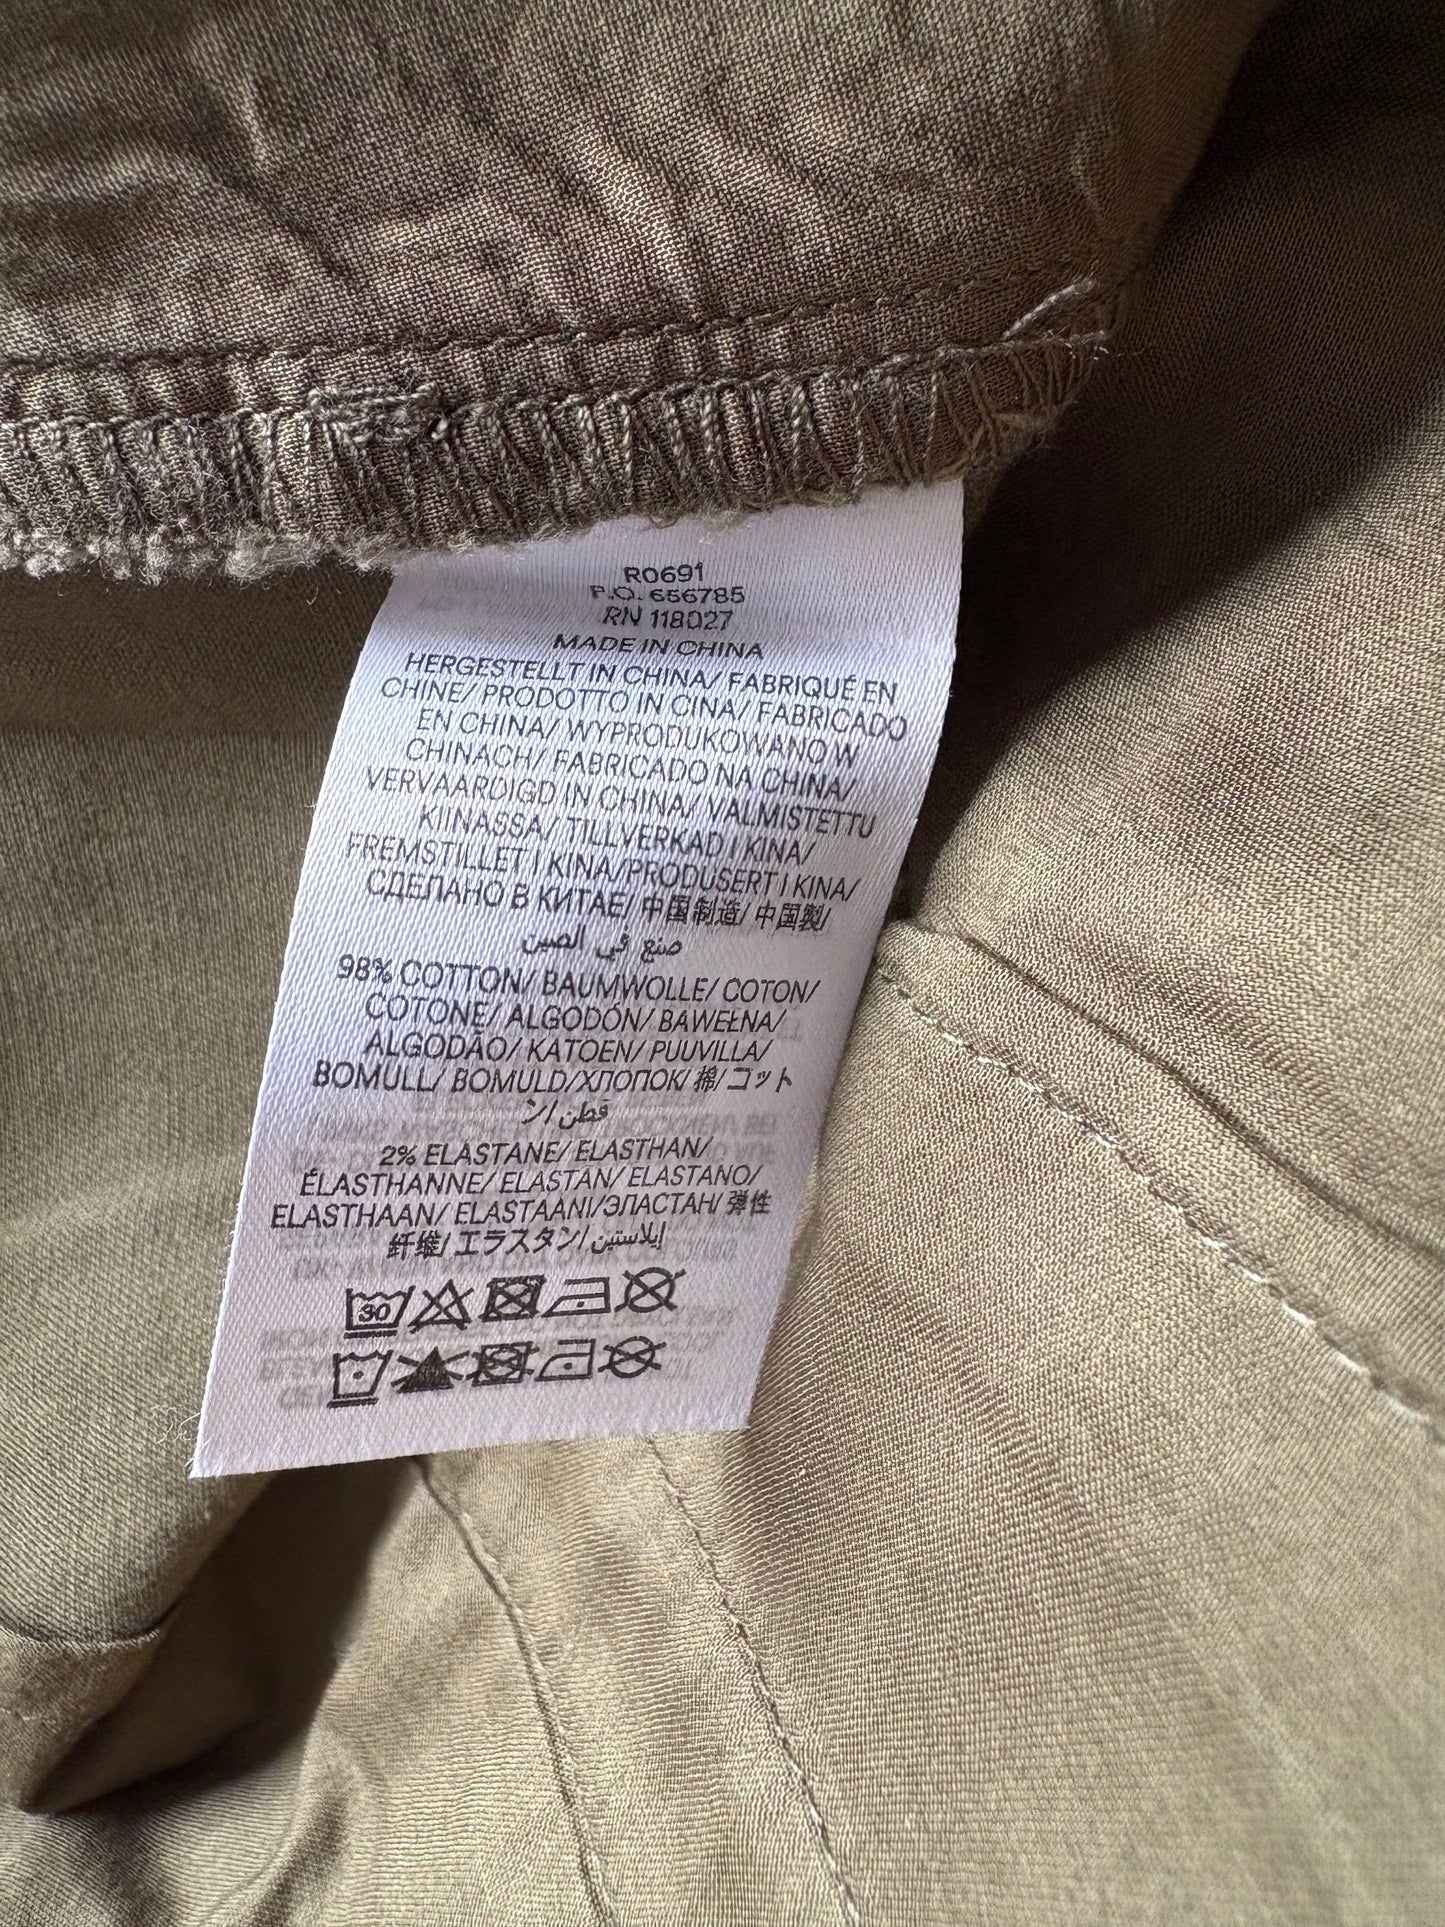 R0691
P.O. 656785
RN 118027
MADE IN CHINA
HERGESTELLT IN CHINA/ FABRIQUÉ EN
CHINE/ PRODOTTO IN CINA/ FABRICADO
EN CHINA/ WYPRODUKOWANO W
CHINACH/ FABRICADO NA CHINA/
VERVAARDIGD IN CHINA/ VALMISTETTU
KIINASSA/ TILLVERKAD I KINA/
FREMSTILLET I KINA/PRODUSERT I KINA/
СДЕЛАНО В КИТАЕ/ 中国制造/ 中国製/
صنع في الصين
98% COTTON/ BAUMWOLLE/ COTON/
COTONE/ ALGODÓN/ BAWEŁNA/
ALGODÃO/ KATOEN/ PUUVILLA/
BOMULL/ BOMULD/ХЛОПОК/ 棉/ コット
ン/ قطن
2% ELASTANE/ ELASTHAN/
ÉLASTHANNE/ ELASTAN/ ELASTANO/
ELASTHAAN/ ELASTAANI/ЭЛАСТАН/ 弹性
纤维/ エラスタン/ إيلاستين
30